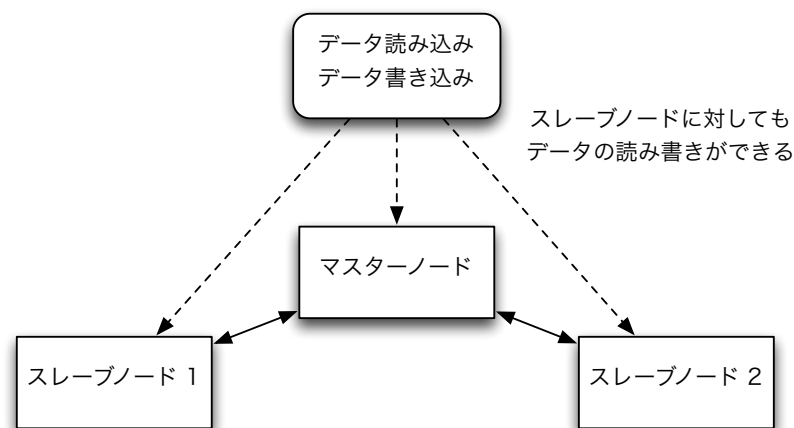 データ読み込み
データ書き込み
スレーブノードに対しても
データの読み書きができる
マスターノード
スレーブノード 1
スレーブノード 2